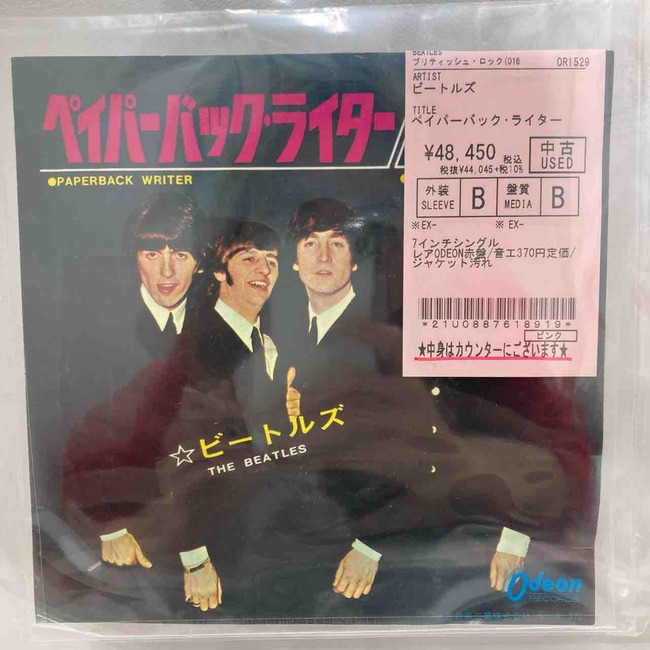 BEATLES
ブリティッシュ・ロック(016 OR1529
ARTIST
ビートルズ
TITLE
ペイパーバック・ライター
¥48,450 税込
税抜¥44,045+税10%
中古
USED
外装
SLEEVE
B
盤質
MEDIA
B
※EX-
※ EX-
7インチシングル
レアODEON赤盤/音工370円定価/
ジャケット汚れ
*21U0887618919*
ピンク
★中身はカウンターにございます★
ペイパーバック・ライター
●PAPERBACK WRITER
☆ビートルズ
THE BEATLES
Odeon
RECORDS